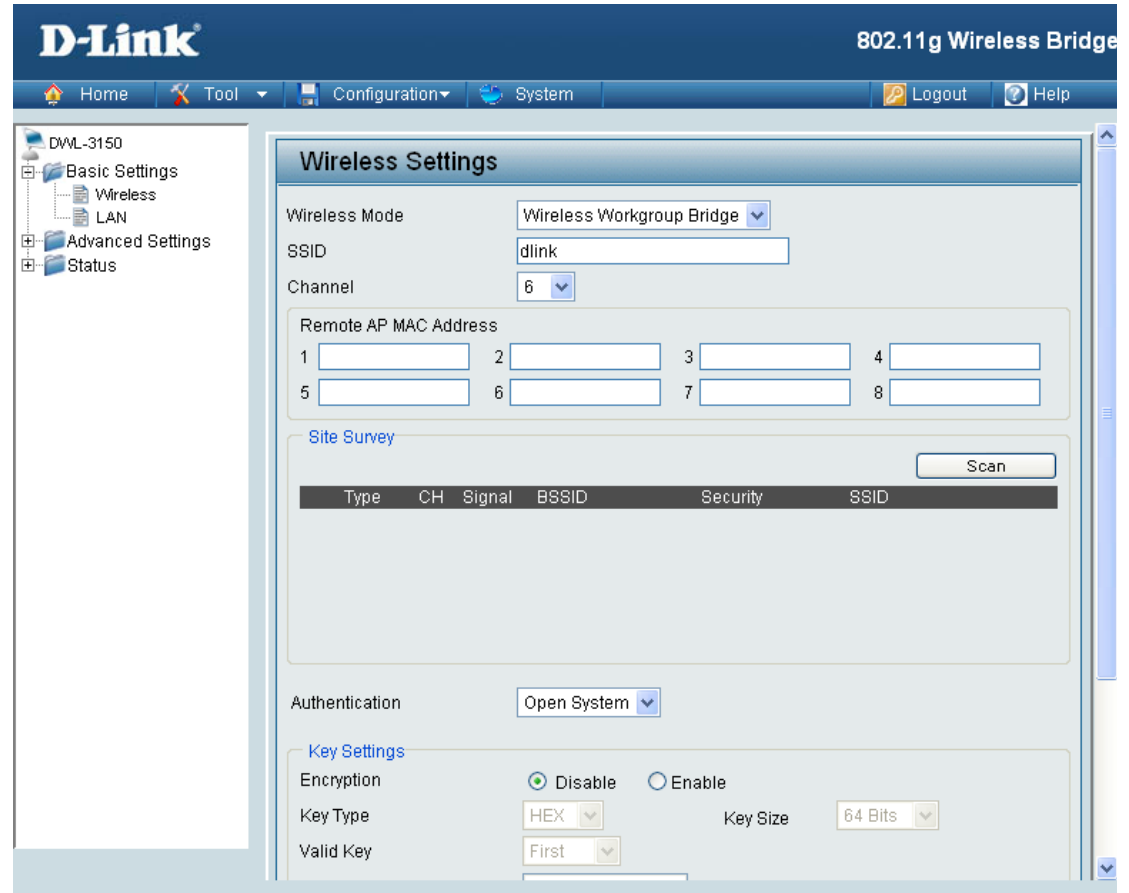 D-Link
802.11g Wireless Bridge
Home Tool Configuration System Logout Help
DWL-3150
Basic Settings
Wireless
LAN
Advanced Settings
Status
Wireless Settings
Wireless Mode Wireless Workgroup Bridge
SSID dlink
Channel 6
Remote AP MAC Address
1 2 3 4
5 6 7 8
Site Survey
Scan
Type CH Signal BSSID Security SSID
Authentication Open System
Key Settings
Encryption Disable Enable
Key Type HEX Key Size 64 Bits
Valid Key First